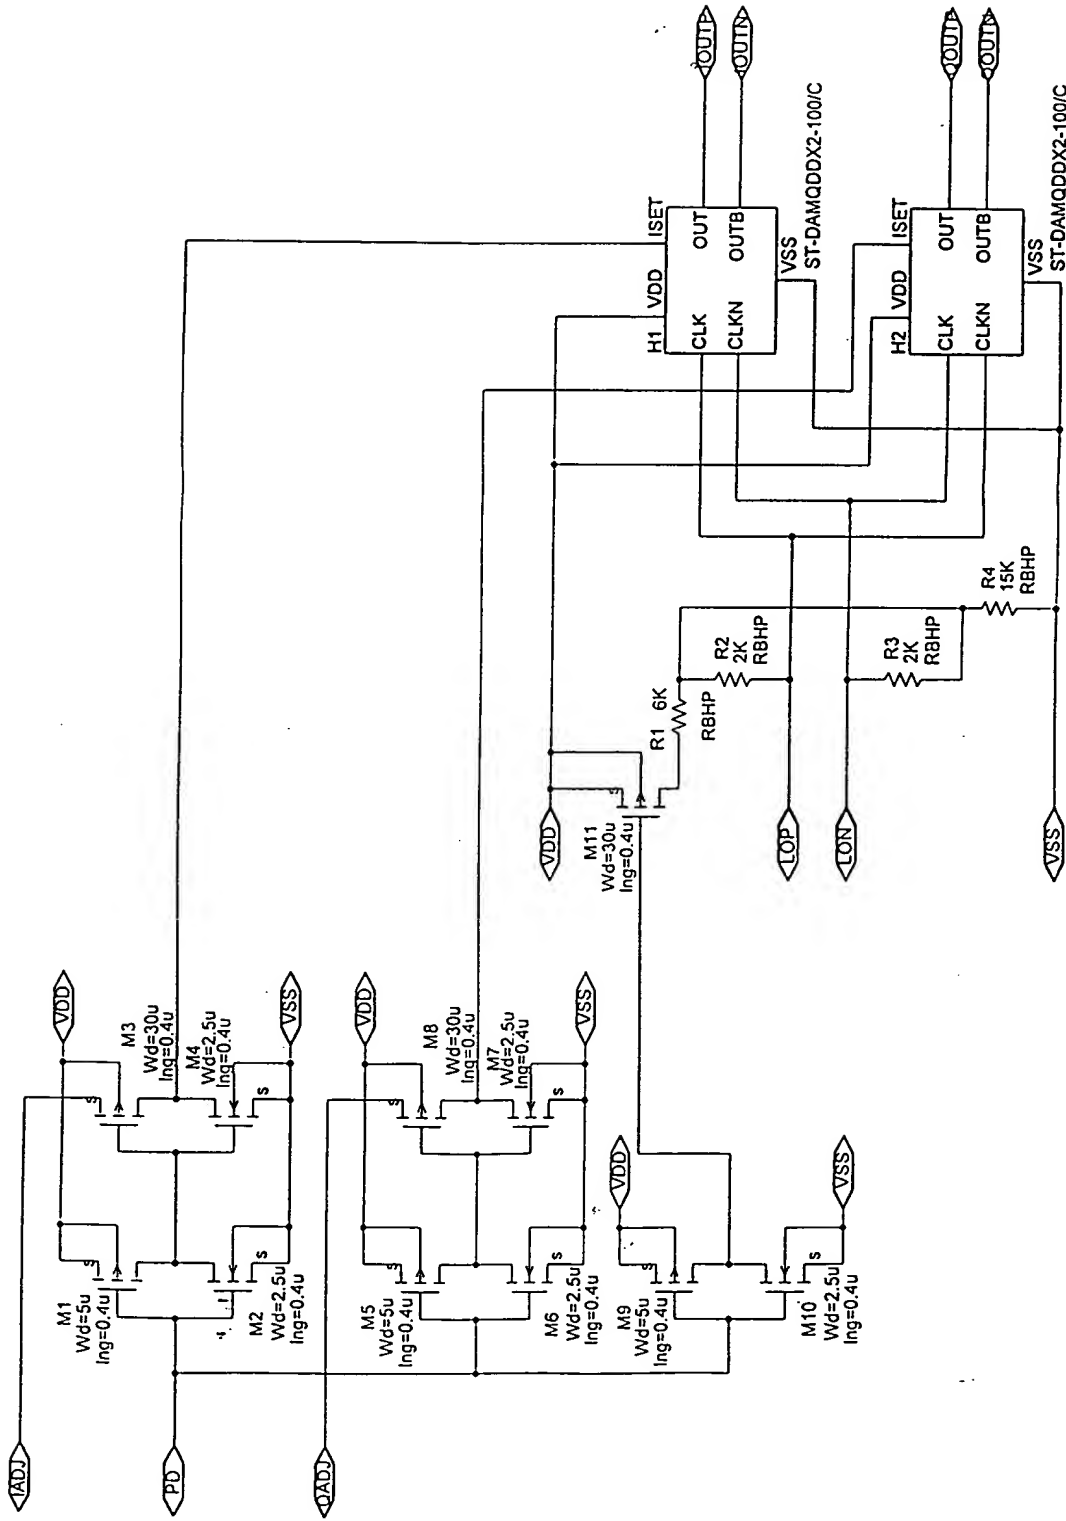 IADJ
PD
QADJ
VDD
M1
Wd=5u
lng=0.4u
M2
Wd=2.5u
lng=0.4u
S
S
M3
Wd=30u
lng=0.4u
M4
Wd=2.5u
lng=0.4u
S
S
VSS
VDD
M5
Wd=5u
lng=0.4u
M6
Wd=2.5u
lng=0.4u
S
S
M8
Wd=30u
lng=0.4u
M7
Wd=2.5u
lng=0.4u
S
S
VSS
VDD
M9
Wd=5u
lng=0.4u
M10
Wd=2.5u
lng=0.4u
S
S
VSS
VDD
M11
Wd=30u
lng=0.4u
S
LOP
LON
VSS
R1 6K
RBHP
R2
2K
RBHP
R3
2K
RBHP
R4
15K
RBHP
H1 VDD ISET
CLK OUT
CLKN OUTB
VSS
ST-DAMQDDX2-100/C
H2 VDD ISET
CLK OUT
CLKN OUTB
VSS
ST-DAMQDDX2-100/C
IOUTP
IOUTN
QOUTP
QOUTN